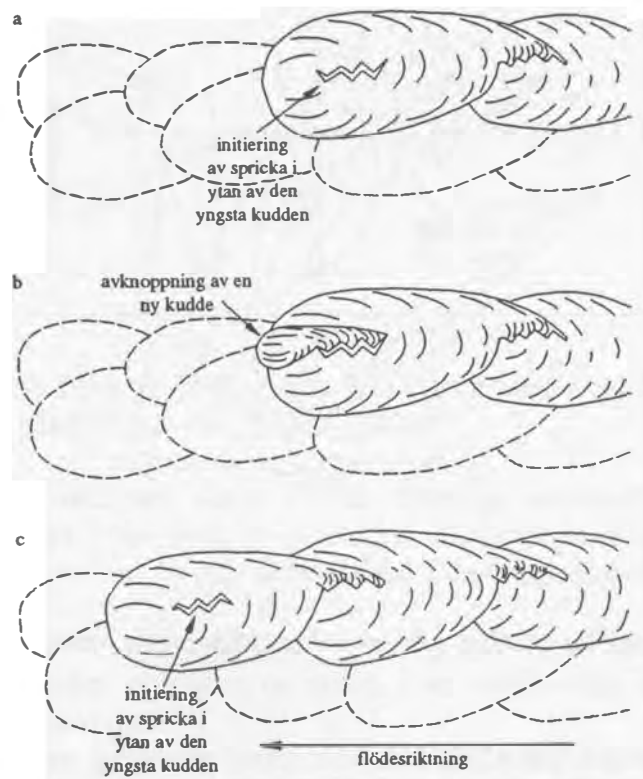 a
initiering
av spricka i
ytan av den
yngsta kudden
b
avknoppning av en
ny kudde
c
initiering
av spricka i
ytan av den
yngsta kudden
flödesriktning